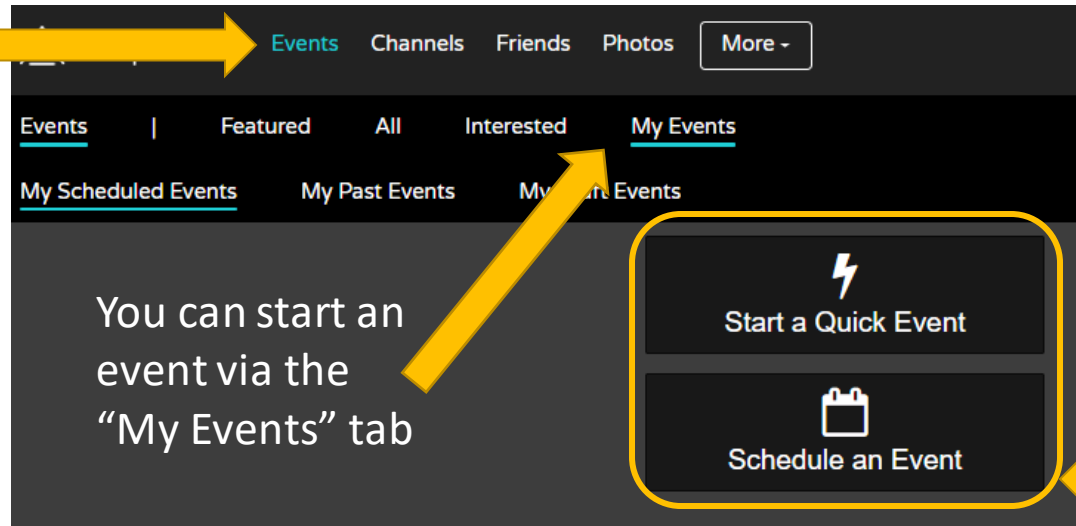 Events Channels Friends Photos More
Events | Featured All Interested My Events
My Scheduled Events My Past Events My Events
You can start an
event via the
“My Events” tab
Start a Quick Event
Schedule an Event